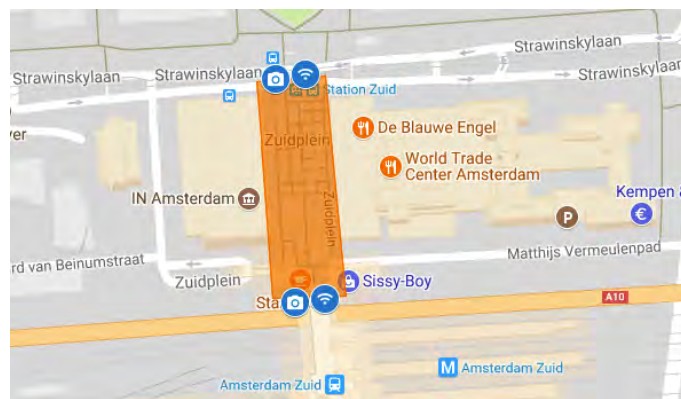 Strawinskylaan
Strawinskylaan
Strawinskylaan
Strawinskylaan
Station Zuid
De Blauwe Engel
Zuidplein
World Trade
Center Amsterdam
IN Amsterdam
Zuidplein
P
Kempen &
€
Matthijs Vermeulenpad
rd van Beinumstraat
Zuidplein
Sissy-Boy
Sta
A10
M Amsterdam Zuid
Amsterdam Zuid